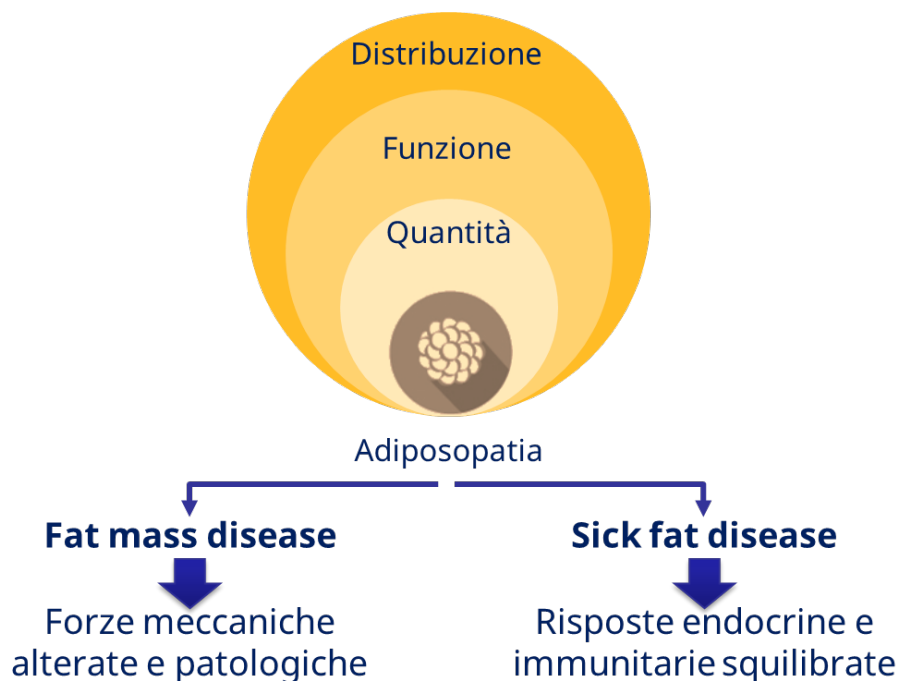 Distribuzione
Funzione
Quantità
Adiposopatia
Fat mass disease
Sick fat disease
Forze meccaniche
alterate e patologiche
Risposte endocrine e
immunitarie squilibrate